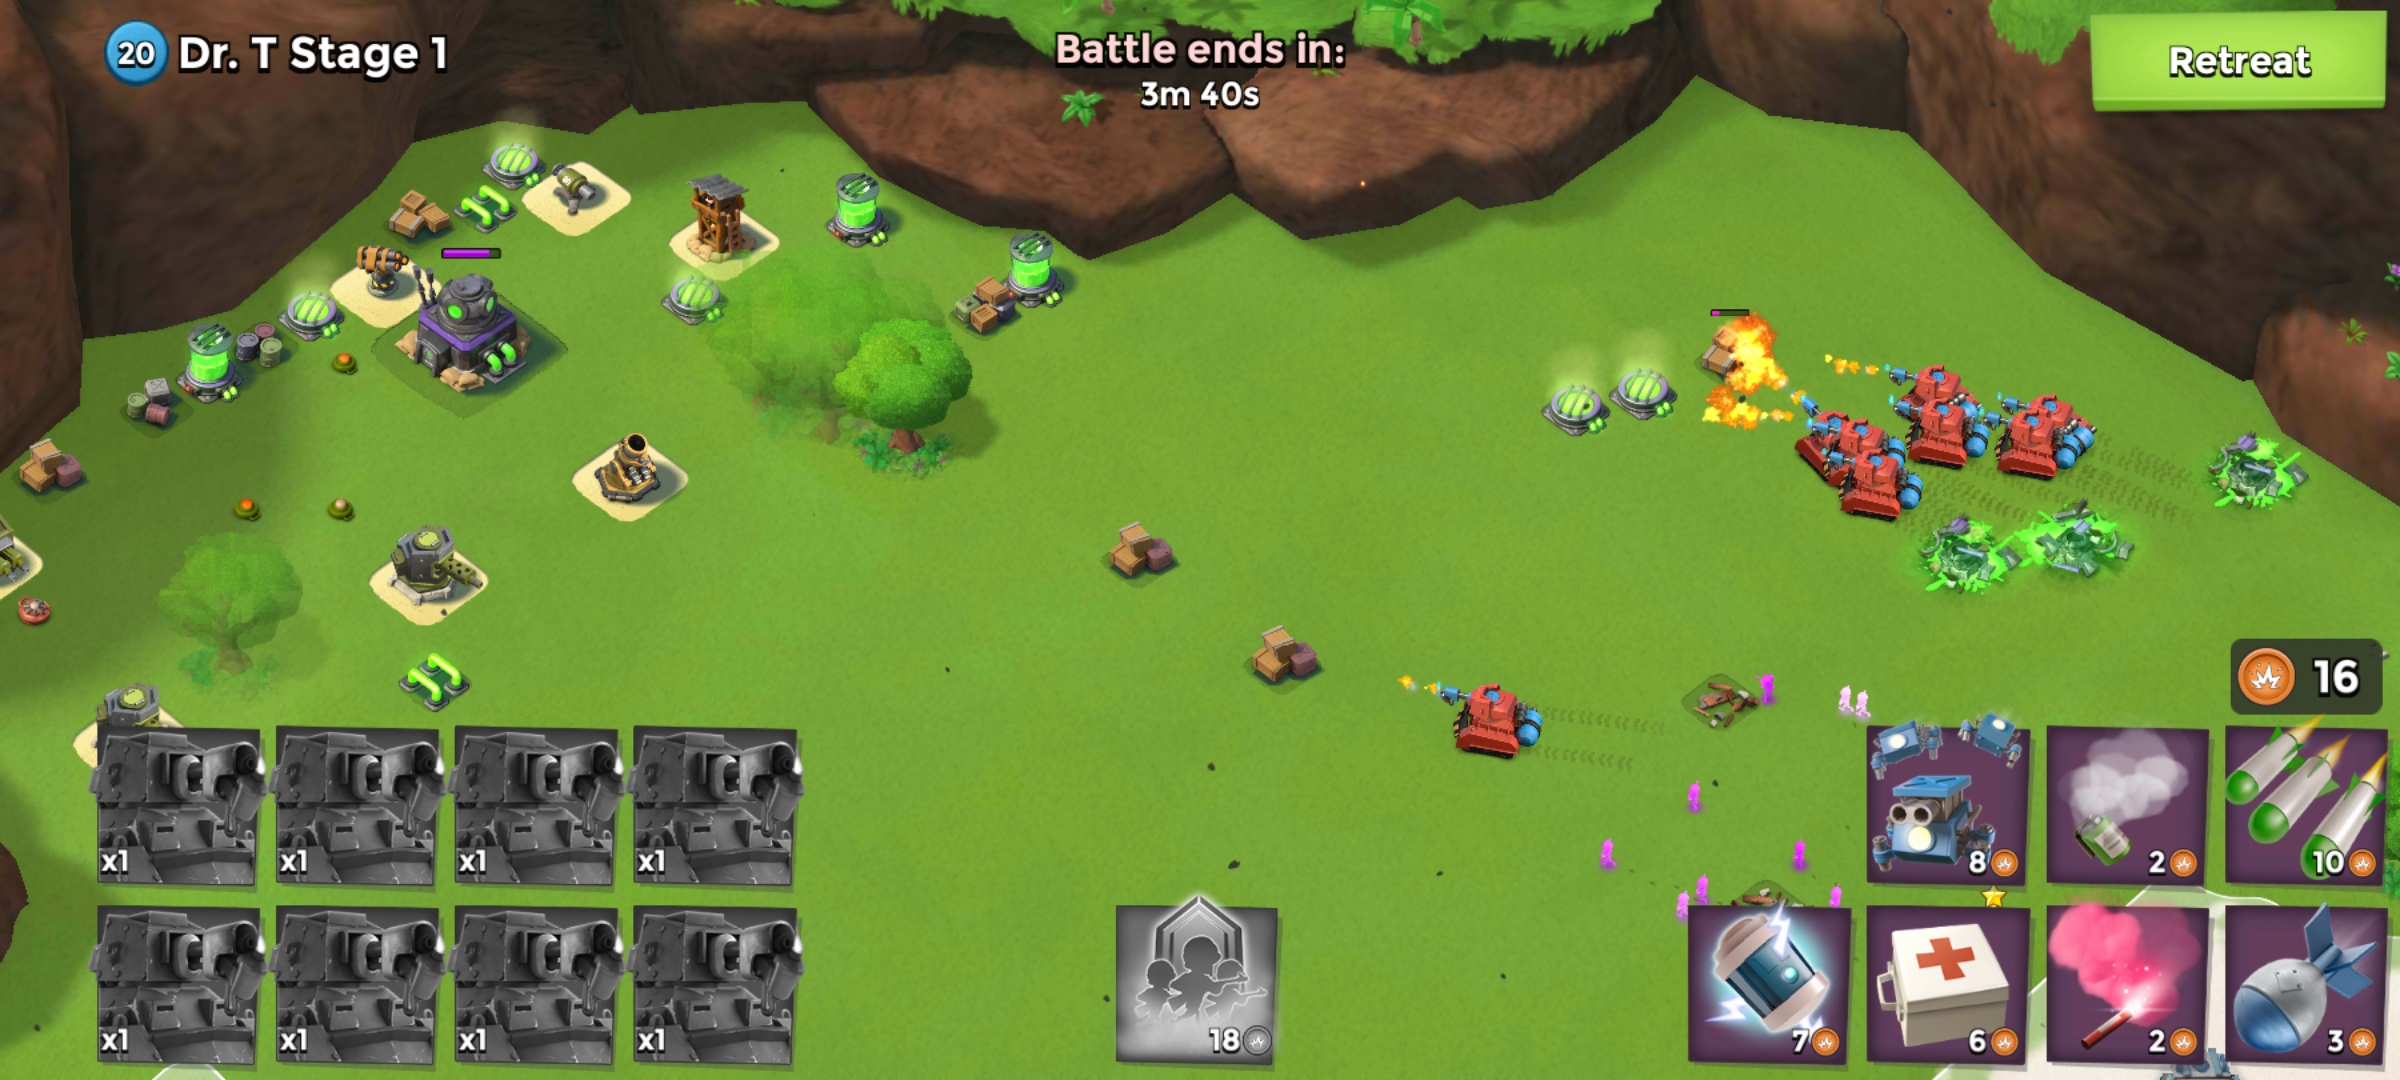 20 Dr. T Stage 1
Battle ends in:
3m 40s
Retreat
16
x1 x1 x1 x1
8 2 10
x1 x1 x1 x1
18
7 6 2 3